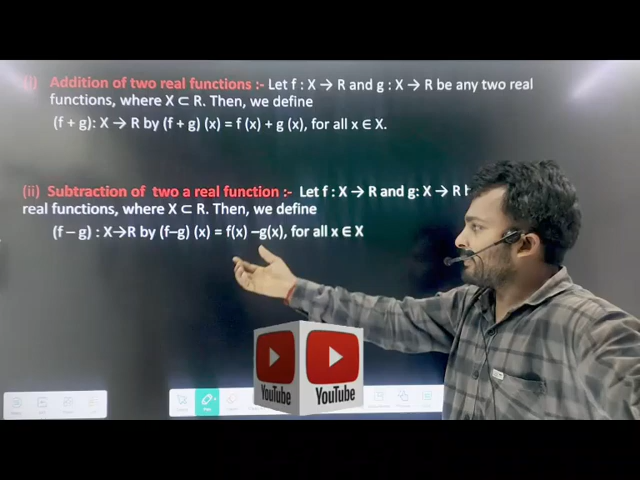 (i) Addition of two real functions :- Let f : X → R and g : X → R be any two real
functions, where X ⊂ R. Then, we define
(f + g): X → R by (f + g) (x) = f (x) + g (x), for all x ∈ X.
(ii) Subtraction of two a real function :- Let f : X → R and g: X → R
real functions, where X ⊂ R. Then, we define
(f – g) : X→R by (f–g) (x) = f(x) –g(x), for all x ∈ X
YouTube YouTube